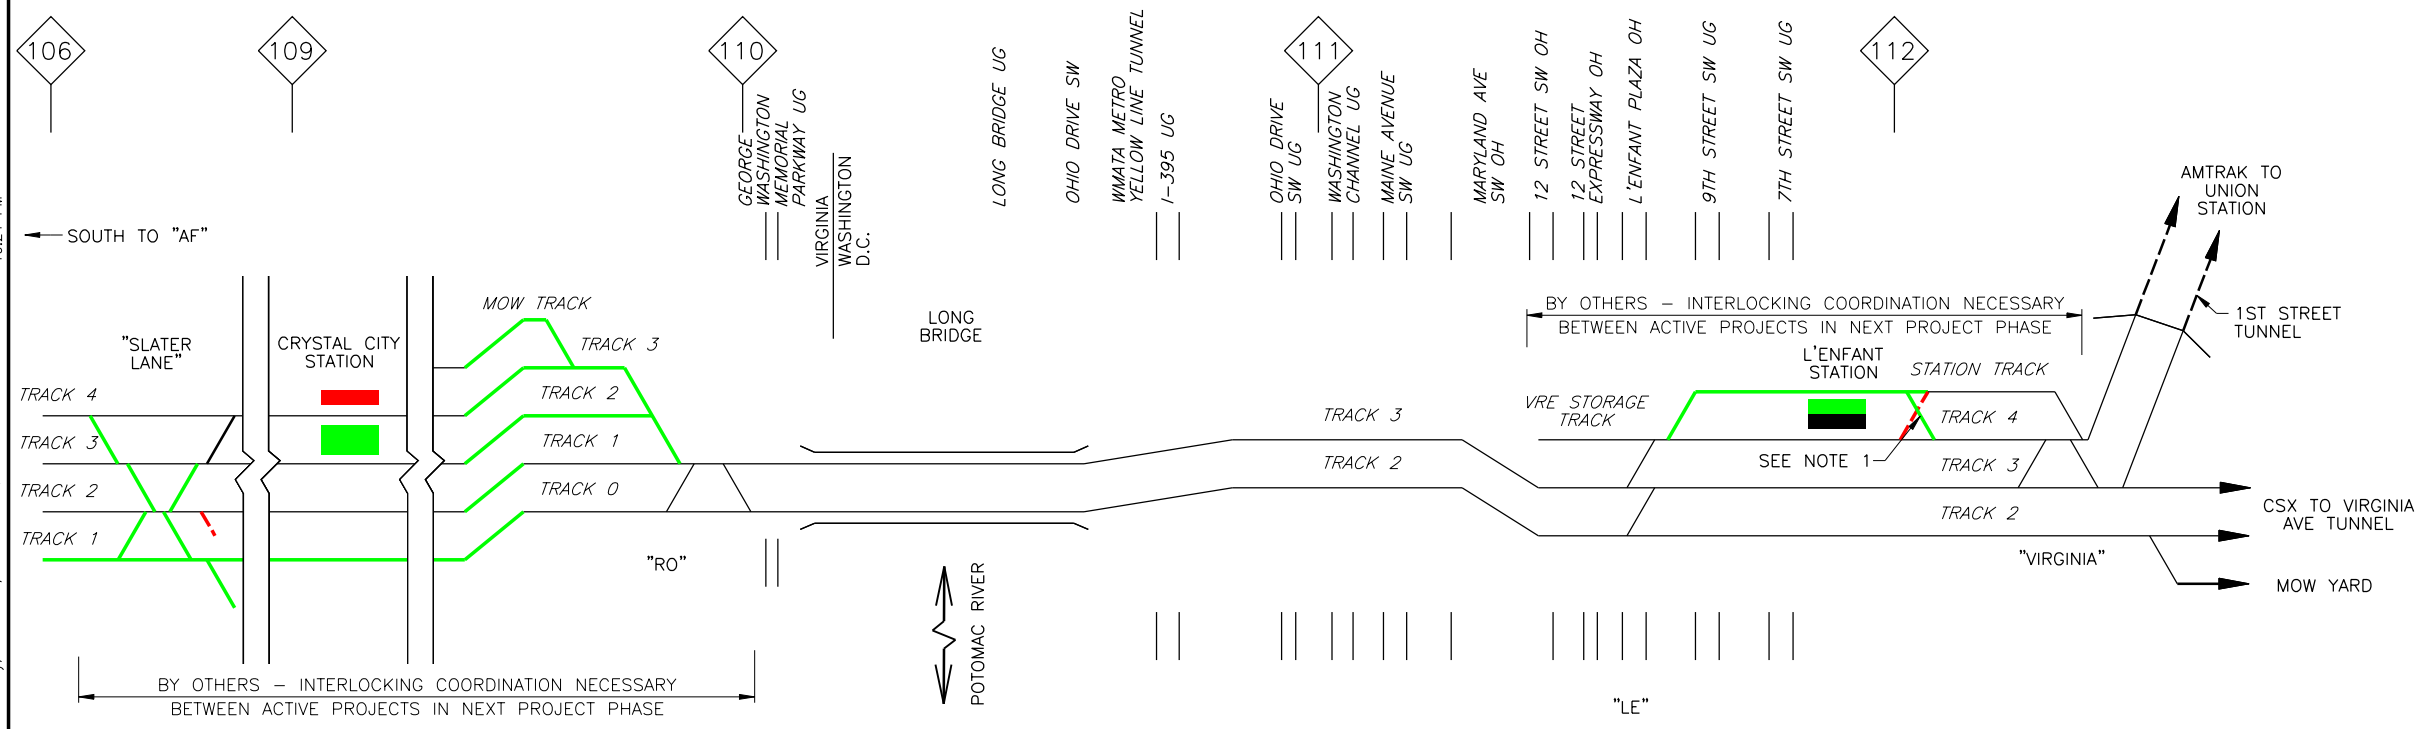 106
109
110
111
112
GEORGE
WASHINGTON
MEMORIAL
PARKWAY UG
LONG BRIDGE UG
OHIO DRIVE SW
WMATA METRO
YELLOW LINE TUNNEL
I-395 UG
OHIO DRIVE
SW UG
WASHINGTON
CHANNEL UG
MAINE AVENUE
SW UG
MARYLAND AVE
SW OH
12 STREET SW OH
12 STREET
EXPRESSWAY OH
L'ENFANT PLAZA OH
9TH STREET SW UG
7TH STREET SW UG
VIRGINIA
WASHINGTON
D.C.
AMTRAK TO
UNION
STATION
SOUTH TO "AF"
1ST STREET
TUNNEL
BY OTHERS – INTERLOCKING COORDINATION NECESSARY
BETWEEN ACTIVE PROJECTS IN NEXT PROJECT PHASE
MOW TRACK
LONG
BRIDGE
"SLATER
LANE"
CRYSTAL CITY
STATION
TRACK 3
L'ENFANT
STATION
STATION TRACK
TRACK 4
TRACK 2
VRE STORAGE
TRACK
TRACK 3
TRACK 4
TRACK 3
TRACK 1
TRACK 2
SEE NOTE 1
TRACK 3
TRACK 2
TRACK 0
TRACK 2
CSX TO VIRGINIA
AVE TUNNEL
TRACK 1
"RO"
"VIRGINIA"
MOW YARD
POTOMAC RIVER
BY OTHERS – INTERLOCKING COORDINATION NECESSARY
BETWEEN ACTIVE PROJECTS IN NEXT PROJECT PHASE
"LE"